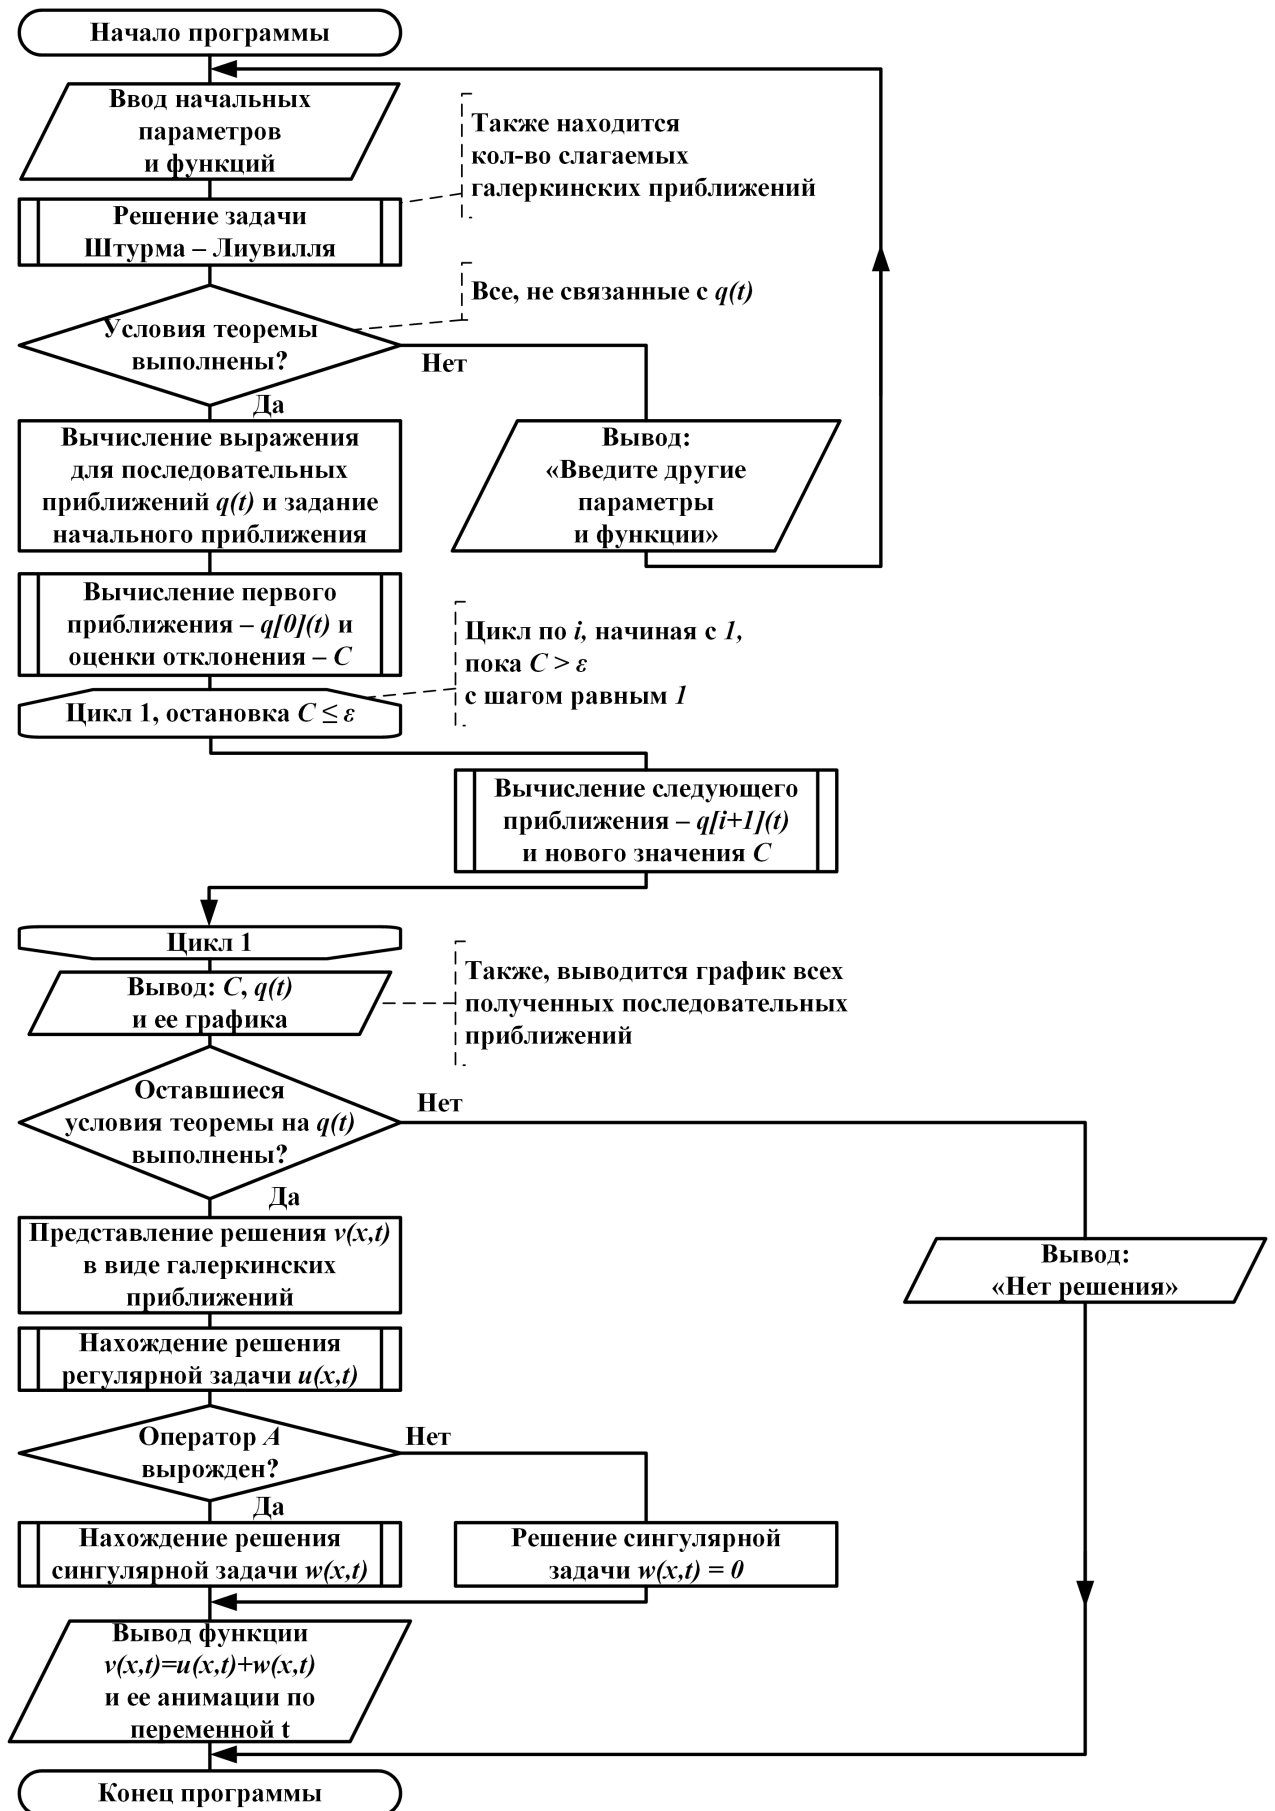 Начало программы
Ввод начальных
параметров
и функций
Также находится
кол-во слагаемых
галеркинских приближений
Решение задачи
Штурма – Лиувилля
Все, не связанные с q(t)
Условия теоремы
выполнены?
Нет
Да
Вычисление выражения
для последовательных
приближений q(t) и задание
начального приближения
Вывод:
«Введите другие
параметры
и функции»
Вычисление первого
приближения – q[0](t) и
оценки отклонения – C
Цикл по i, начиная с 1,
пока C > ε
с шагом равным 1
Цикл 1, остановка C ≤ ε
Вычисление следующего
приближения – q[i+1](t)
и нового значения C
Цикл 1
Вывод: C, q(t)
и ее графика
Также, выводится график всех
полученных последовательных
приближений
Оставшиеся
условия теоремы на q(t)
выполнены?
Нет
Да
Представление решения v(x,t)
в виде галеркинских
приближений
Вывод:
«Нет решения»
Нахождение решения
регулярной задачи u(x,t)
Оператор A
вырожден?
Нет
Да
Нахождение решения
сингулярной задачи w(x,t)
Решение сингулярной
задачи w(x,t) = 0
Вывод функции
v(x,t)=u(x,t)+w(x,t)
и ее анимации по
переменной t
Конец программы